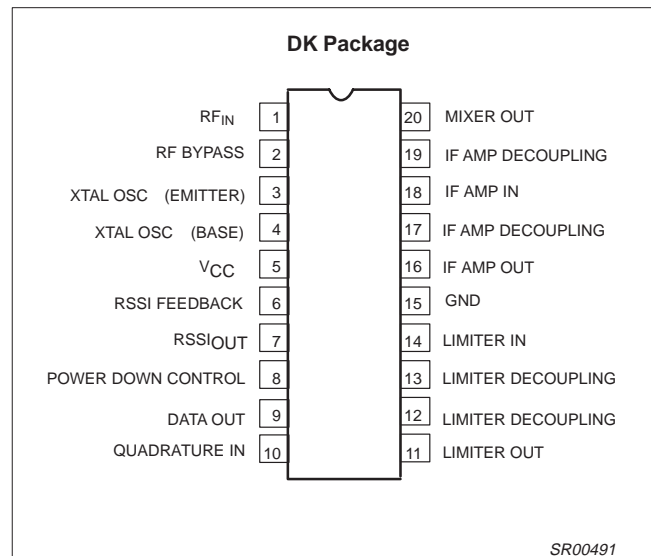 DK Package
RFIN 1 20 MIXER OUT
RF BYPASS 2 19 IF AMP DECOUPLING
XTAL OSC (EMITTER) 3 18 IF AMP IN
XTAL OSC (BASE) 4 17 IF AMP DECOUPLING
VCC 5 16 IF AMP OUT
RSSI FEEDBACK 6 15 GND
RSSIOUT 7 14 LIMITER IN
POWER DOWN CONTROL 8 13 LIMITER DECOUPLING
DATA OUT 9 12 LIMITER DECOUPLING
QUADRATURE IN 10 11 LIMITER OUT
SR00491